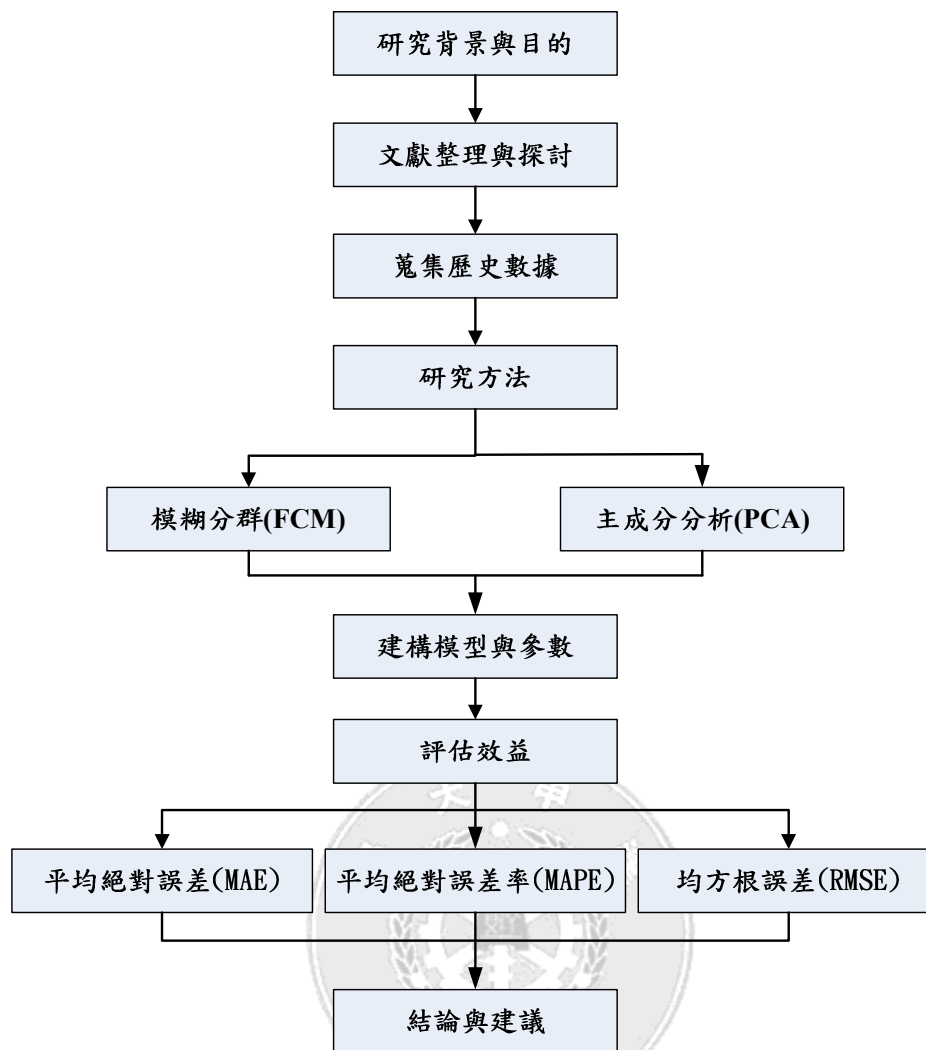 研究背景與目的
文獻整理與探討
蒐集歷史數據
研究方法
模糊分群(FCM)
主成分分析(PCA)
建構模型與參數
評估效益
平均絕對誤差(MAE)
平均絕對誤差率(MAPE)
均方根誤差(RMSE)
結論與建議